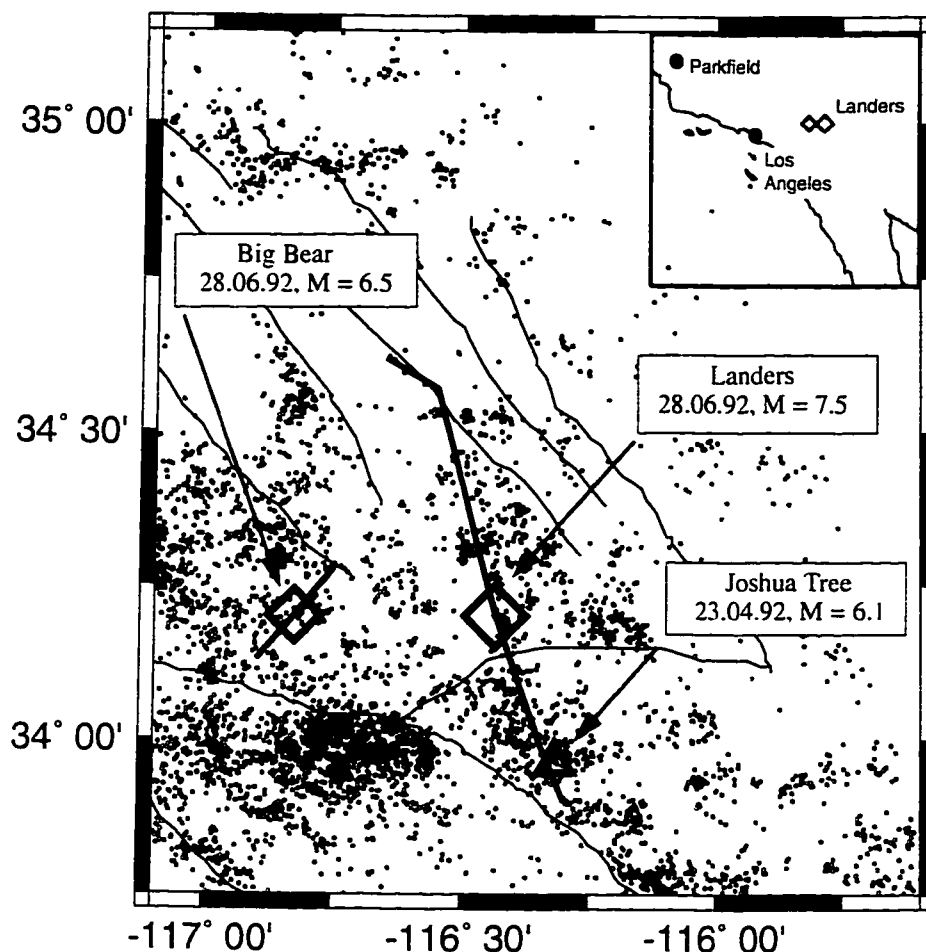 Parkfield
Landers
Los
Angeles
35° 00'
Big Bear
28.06.92, M = 6.5
Landers
28.06.92, M = 7.5
34° 30'
Joshua Tree
23.04.92, M = 6.1
34° 00'
-117° 00'
-116° 30'
-116° 00'